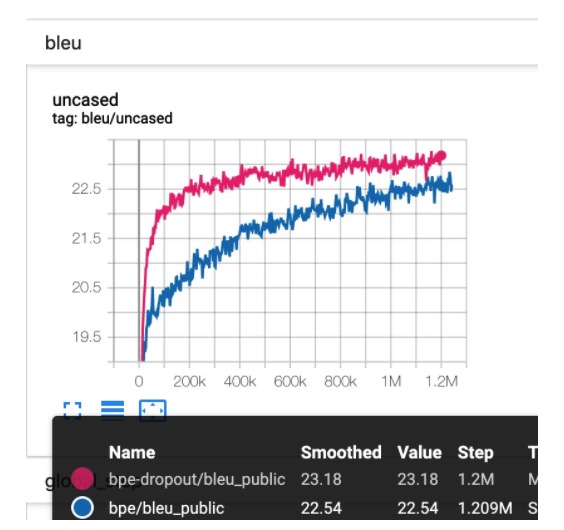 bleu
uncased
tag: bleu/uncased
22.5
21.5
20.5
19.5
0 200k 400k 600k 800k 1M 1.2M
Name Smoothed Value Step T
bpe-dropout/bleu_public 23.18 23.18 1.2M M
bpe/bleu_public 22.54 22.54 1.209M S